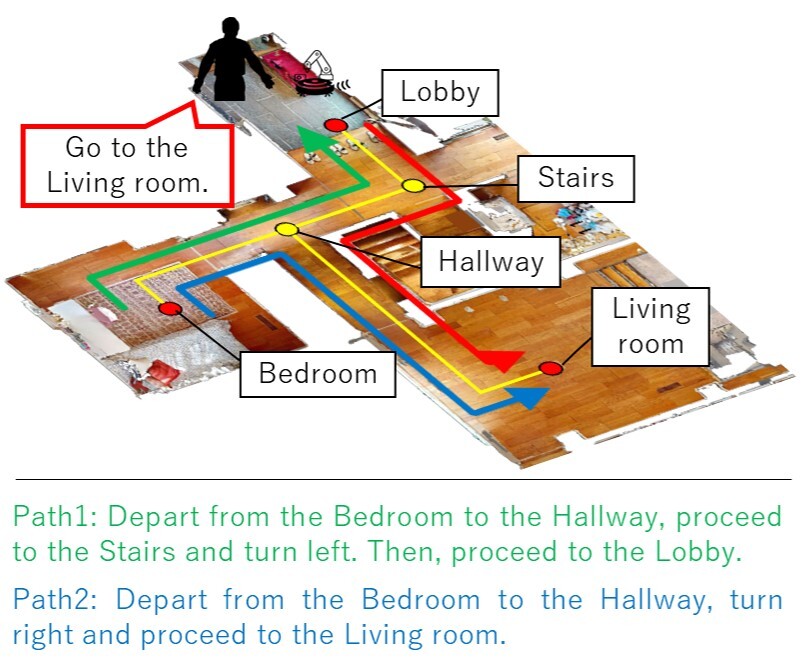 Lobby
Go to the
Living room.
Stairs
Hallway
Living
room
Bedroom
Path1: Depart from the Bedroom to the Hallway, proceed
to the Stairs and turn left. Then, proceed to the Lobby.
Path2: Depart from the Bedroom to the Hallway, turn
right and proceed to the Living room.